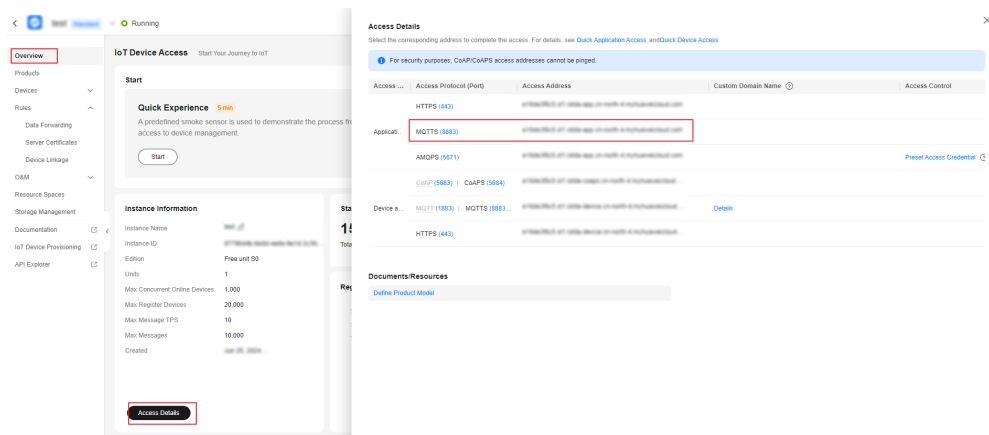 Running
Overview
Products
Devices
Rules
Data Forwarding
Server Certificates
Device Linkage
O&M
Resource Spaces
Storage Management
Documentation
IoT Device Provisioning
API Explorer
IoT Device Access Start Your Journey to IoT
Start
Quick Experience 5 min
A predefined smoke sensor is used to demonstrate the process
access to device management.
Start
Instance Information
Instance Name
Instance ID
Edition Free unit S0
Units 1
Max Concurrent Online Devices 1,000
Max Register Devices 20,000
Max Message TPS 10
Max Messages 10,000
Created
Access Details
Access Details
Select the corresponding address to complete the access. For details, see Quick Application Access andQuick Device Access
For security purposes, CoAP/CoAPS access addresses cannot be pinged.
Access ... Access Protocol (Port) Access Address Custom Domain Name Access Control
HTTPS (443)
Applicati... MQTTS (8883)
AMQPS (5671) Preset Access Credential
CoAP (5683) | CoAPS (5684)
Device a... MQTT (1883) | MQTTS (8883... Details
HTTPS (443)
Documents/Resources
Define Product Model